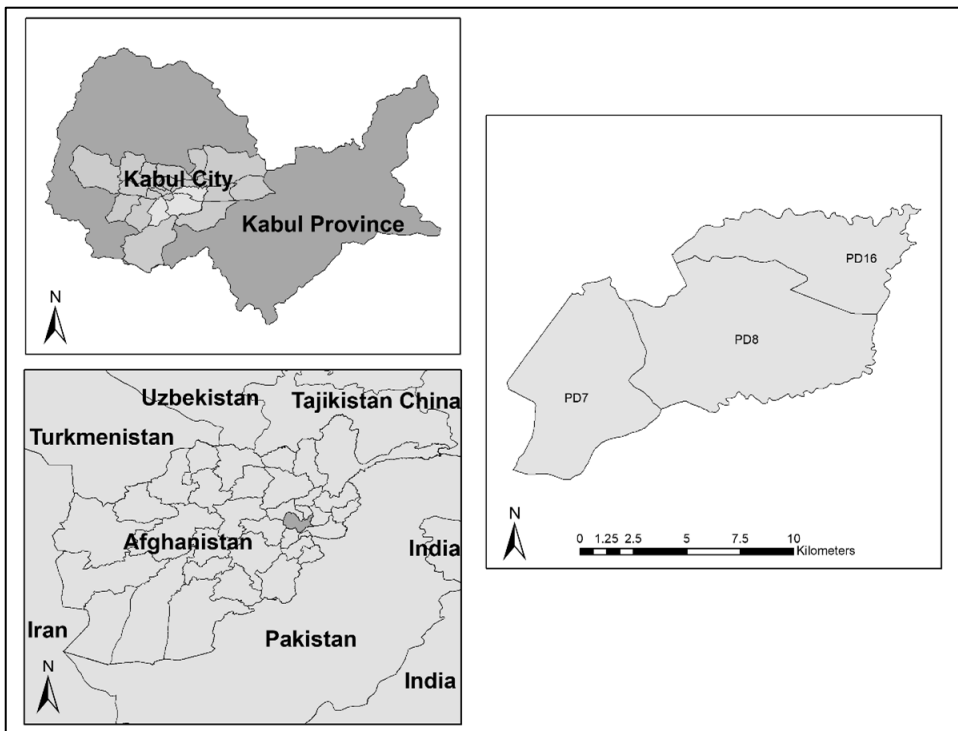 Kabul City
Kabul Province
N
Uzbekistan
Tajikistan China
Turkmenistan
Afghanistan
India
Iran
Pakistan
N
India
PD16
PD8
PD7
N
0 1.25 2.5 5 7.5 10
Kilometers